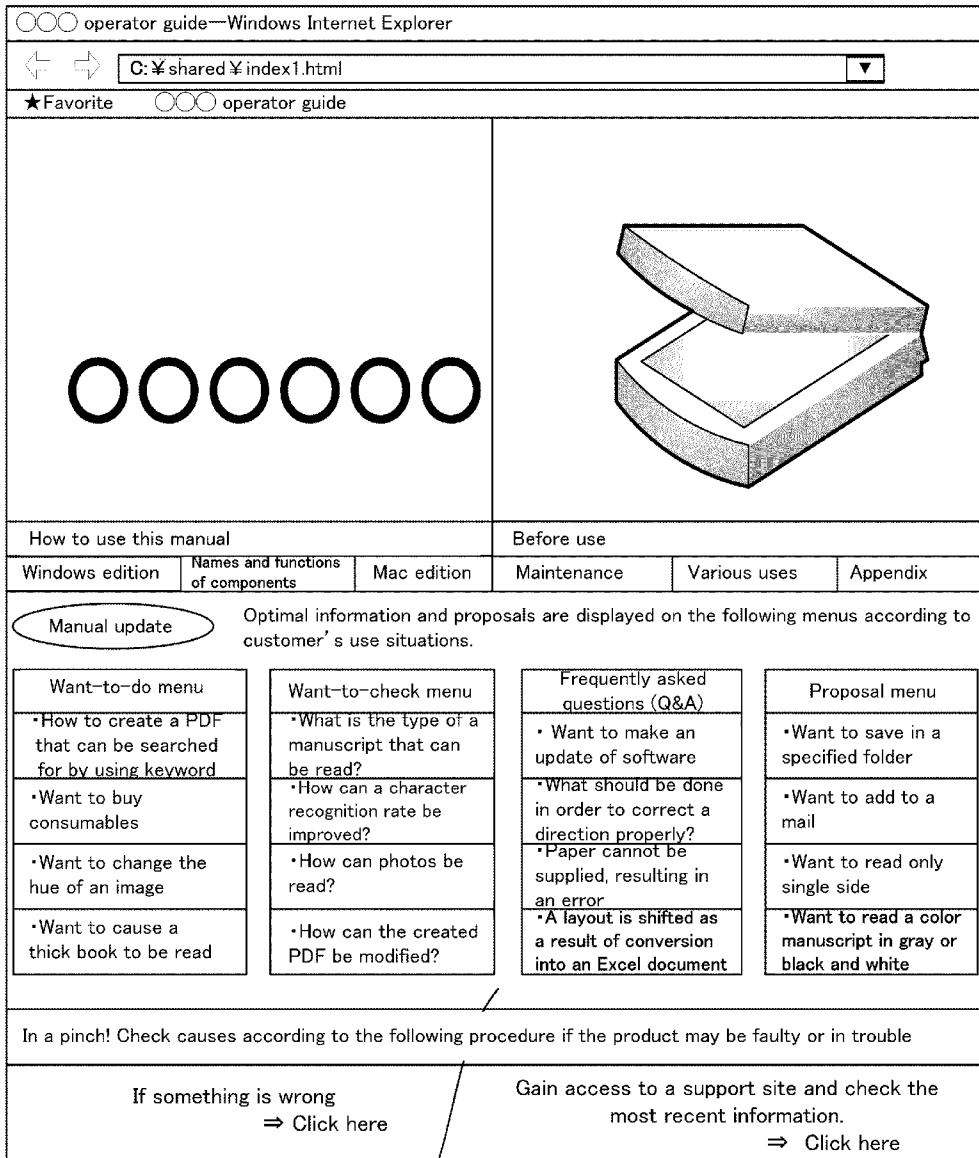 ○○○ operator guide—Windows Internet Explorer
C:¥shared¥index1.html
★Favorite ○○○ operator guide
○○○○○○
How to use this manual
Before use
Windows edition
Names and functions
of components
Mac edition
Maintenance
Various uses
Appendix
Manual update
Optimal information and proposals are displayed on the following menus according to
customer's use situations.
Want-to-do menu
・How to create a PDF
that can be searched
for by using keyword
・Want to buy
consumables
・Want to change the
hue of an image
・Want to cause a
thick book to be read
Want-to-check menu
・What is the type of a
manuscript that can
be read?
・How can a character
recognition rate be
improved?
・How can photos be
read?
・How can the created
PDF be modified?
Frequently asked
questions (Q&A)
・Want to make an
update of software
・What should be done
in order to correct a
direction properly?
・Paper cannot be
supplied, resulting in
an error
・A layout is shifted as
a result of conversion
into an Excel document
Proposal menu
・Want to save in a
specified folder
・Want to add to a
mail
・Want to read only
single side
・Want to read a color
manuscript in gray or
black and white
In a pinch! Check causes according to the following procedure if the product may be faulty or in trouble
If something is wrong
⇒ Click here
Gain access to a support site and check the
most recent information.
⇒ Click here